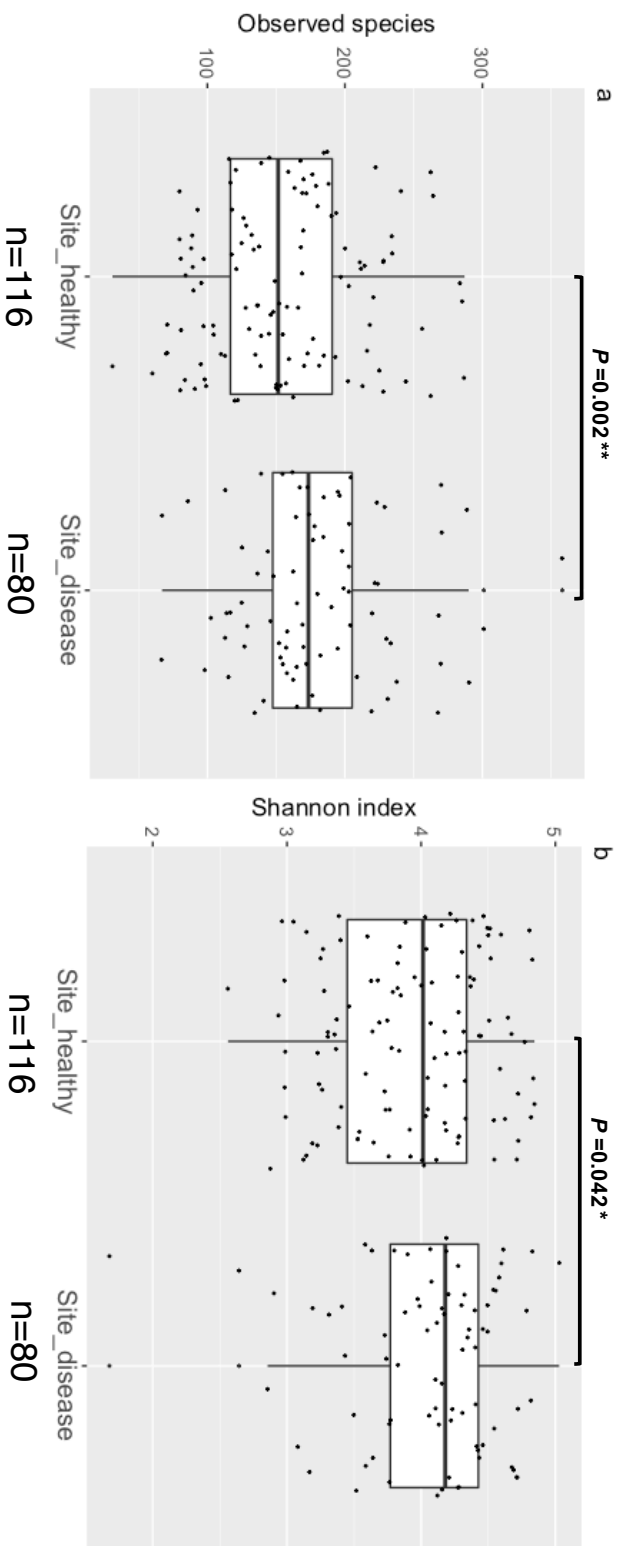 a
P=0.002**
Observed species
100
200
300
Site_healthy
Site_disease
n=116
n=80
b
P=0.042*
Shannon index
2
3
4
5
Site_healthy
Site_disease
n=116
n=80